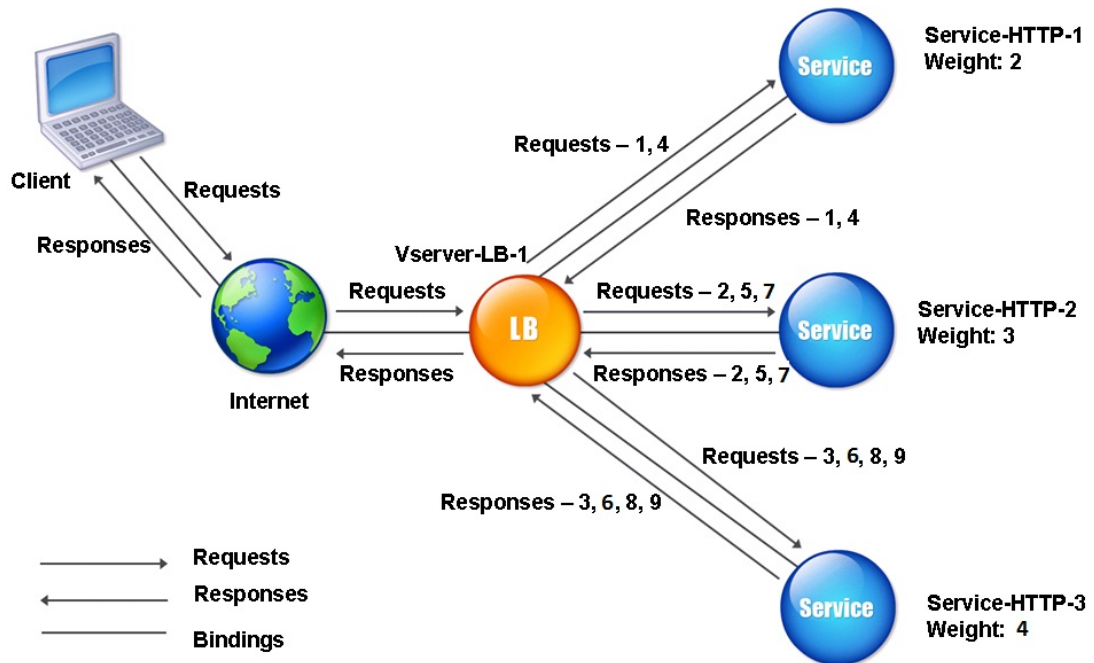 Service
Service-HTTP-1
Weight: 2
Requests – 1, 4
Client
Requests
Responses
Responses – 1, 4
Vserver-LB-1
Requests
LB
Requests – 2, 5, 7
Service
Service-HTTP-2
Weight: 3
Responses
Responses – 2, 5, 7
Internet
Requests – 3, 6, 8, 9
Responses – 3, 6, 8, 9
Requests
Responses
Bindings
Service
Service-HTTP-3
Weight: 4